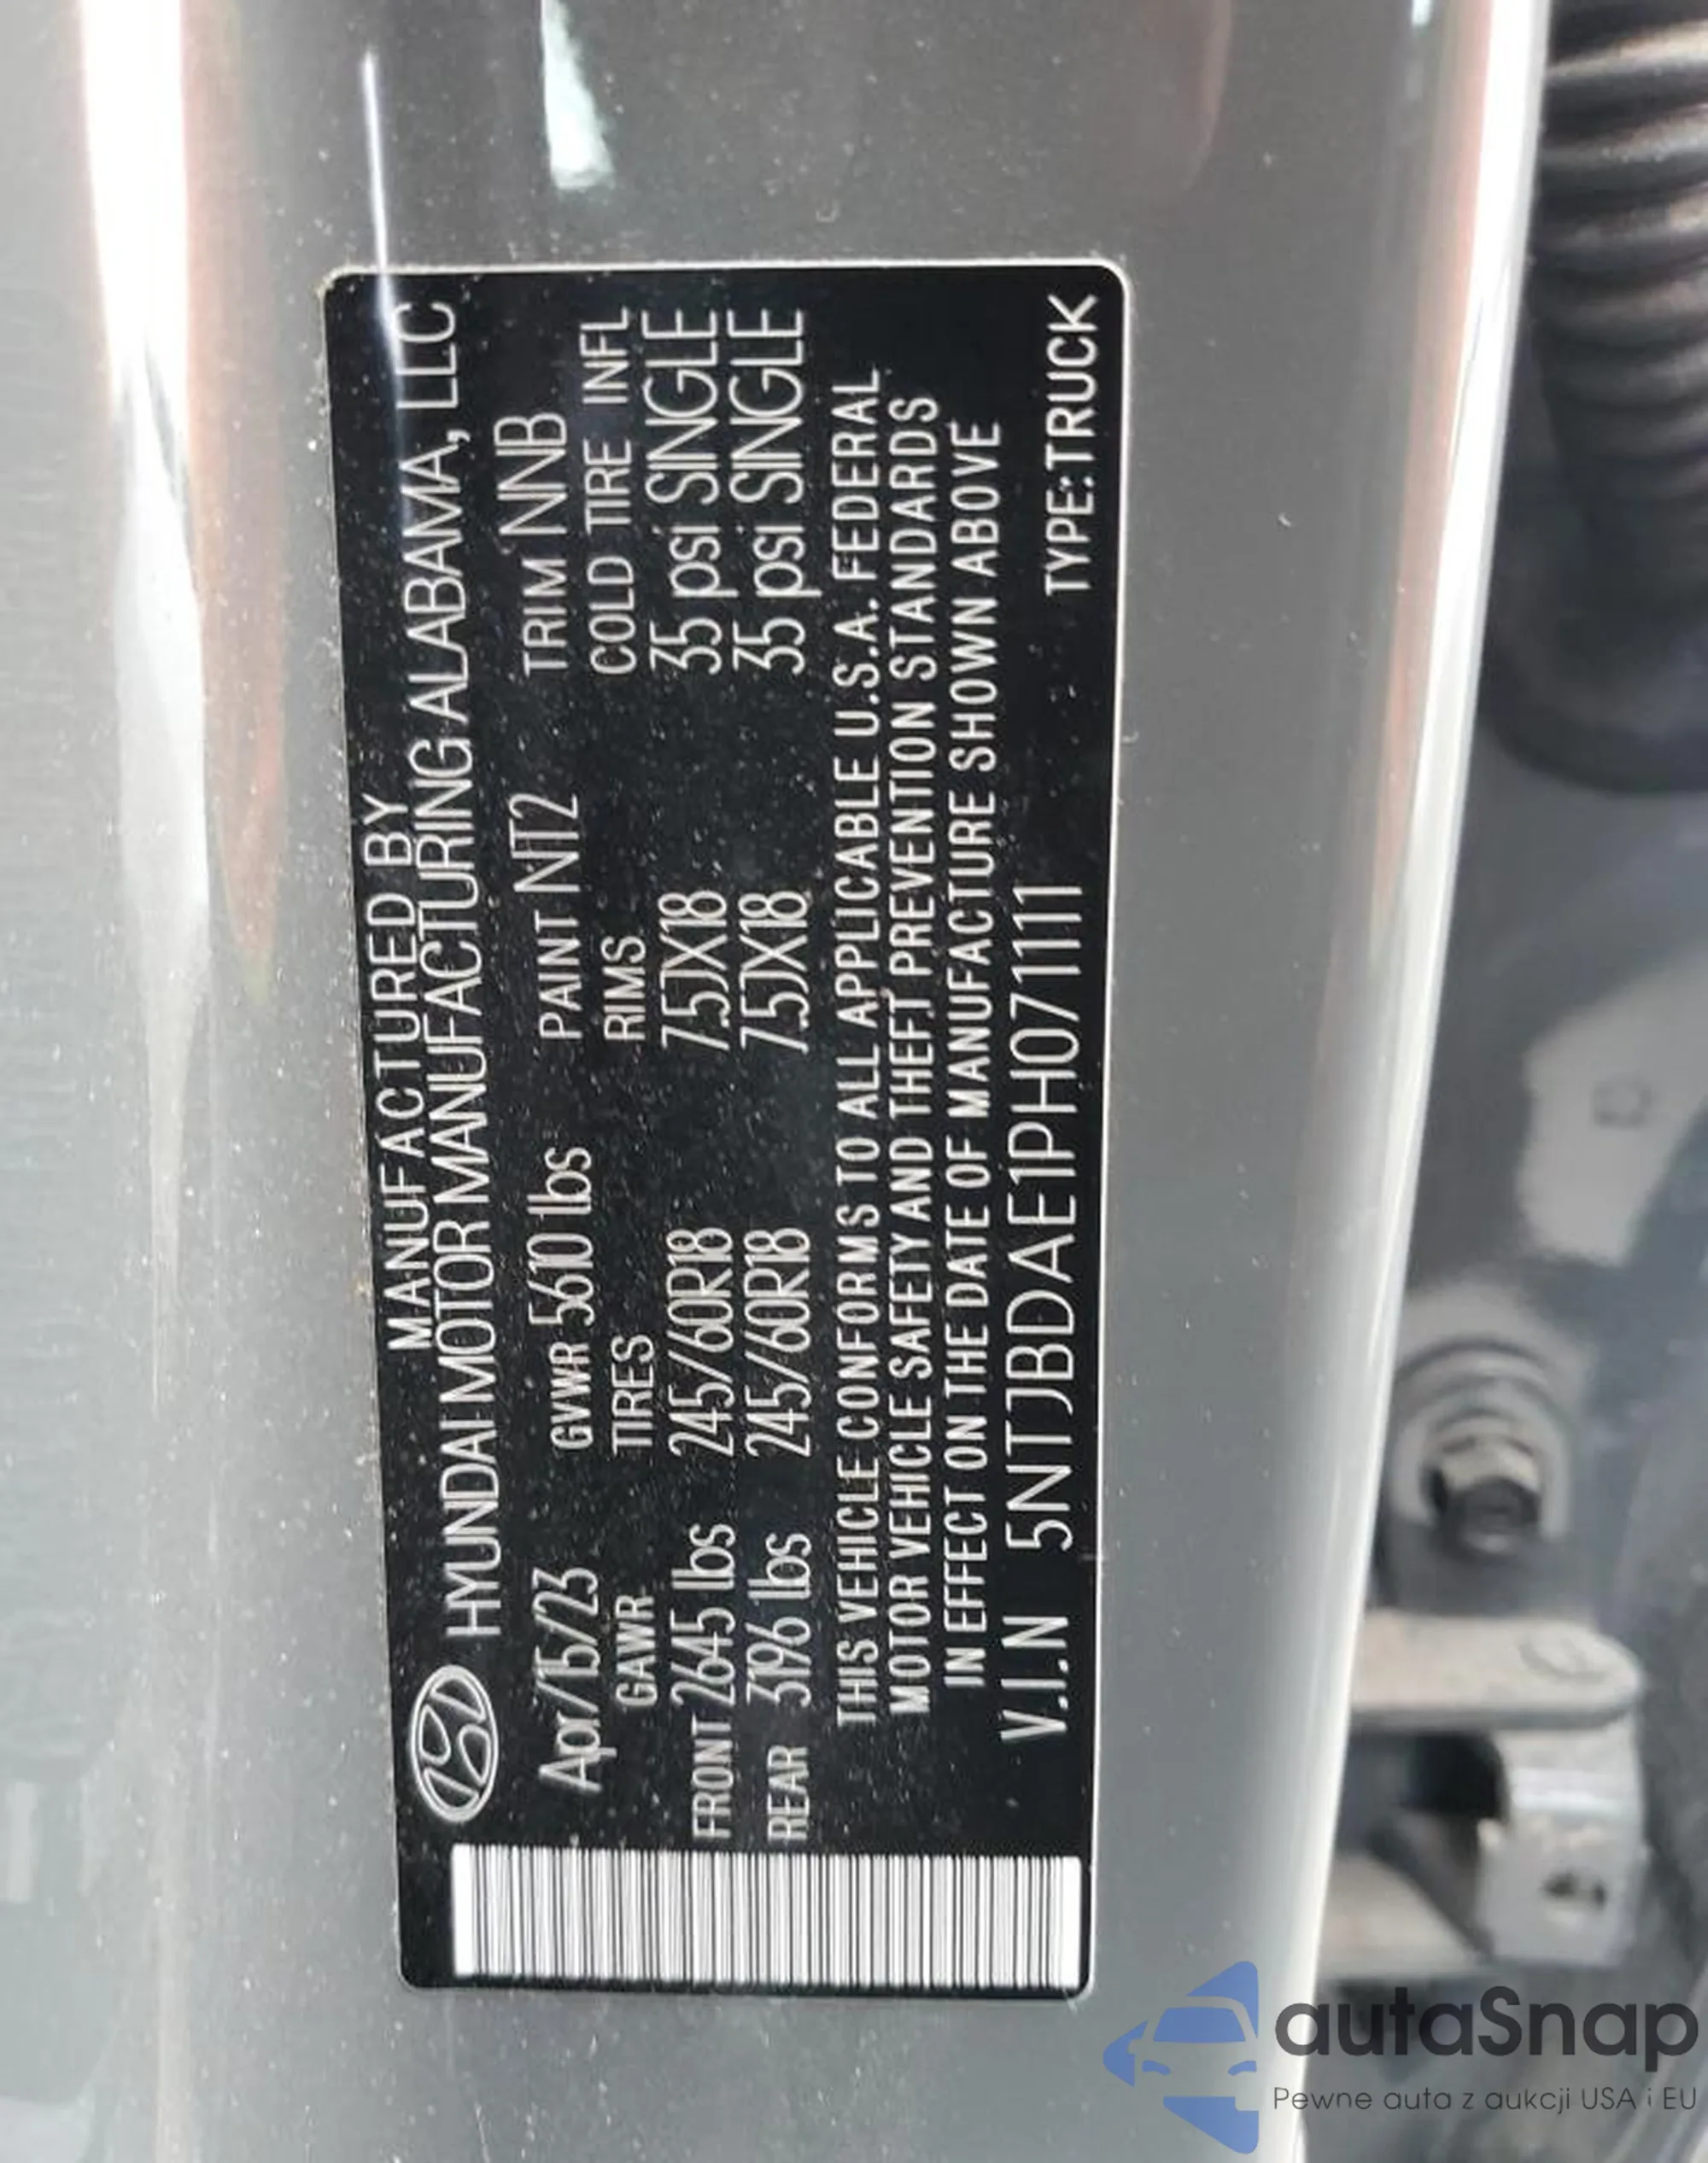 MANUFACTURED BY
HYUNDAI MOTOR MANUFACTURING ALABAMA, LLC
Apr/15/23 GVWR 5610 lbs PAINT NT2 TRIM NNB
GAWR TIRES RIMS COLD TIRE INFL
FRONT 2645 lbs 245/60R18 7.5JX18 35 psi SINGLE
REAR 3196 lbs 245/60R18 7.5JX18 35 psi SINGLE
THIS VEHICLE CONFORMS TO ALL APPLICABLE U.S.A. FEDERAL
MOTOR VEHICLE SAFETY AND THEFT PREVENTION STANDARDS
IN EFFECT ON THE DATE OF MANUFACTURE SHOWN ABOVE
V.I.N 5NTJBDAE1PH071111 TYPE:TRUCK
autaSnap
Pewne auta z aukcji USA i EU